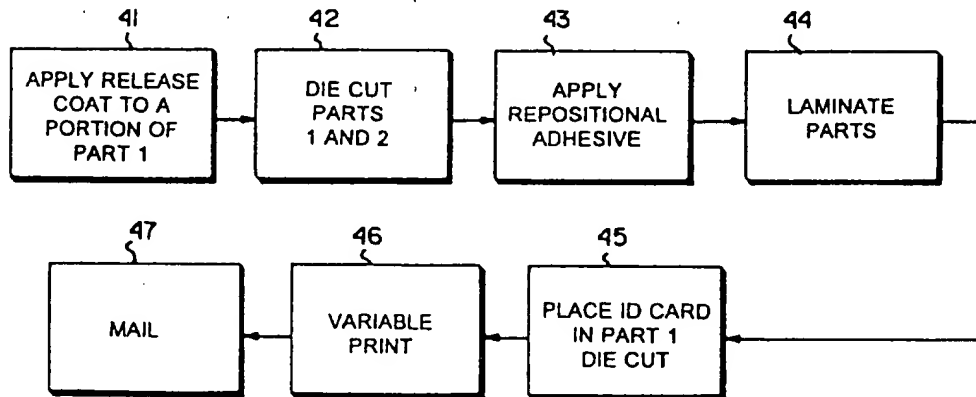 41
APPLY RELEASE
COAT TO A
PORTION OF
PART 1
42
DIE CUT
PARTS
1 AND 2
43
APPLY
REPOSITIONAL
ADHESIVE
44
LAMINATE
PARTS
45
PLACE ID CARD
IN PART 1
DIE CUT
46
VARIABLE
PRINT
47
MAIL